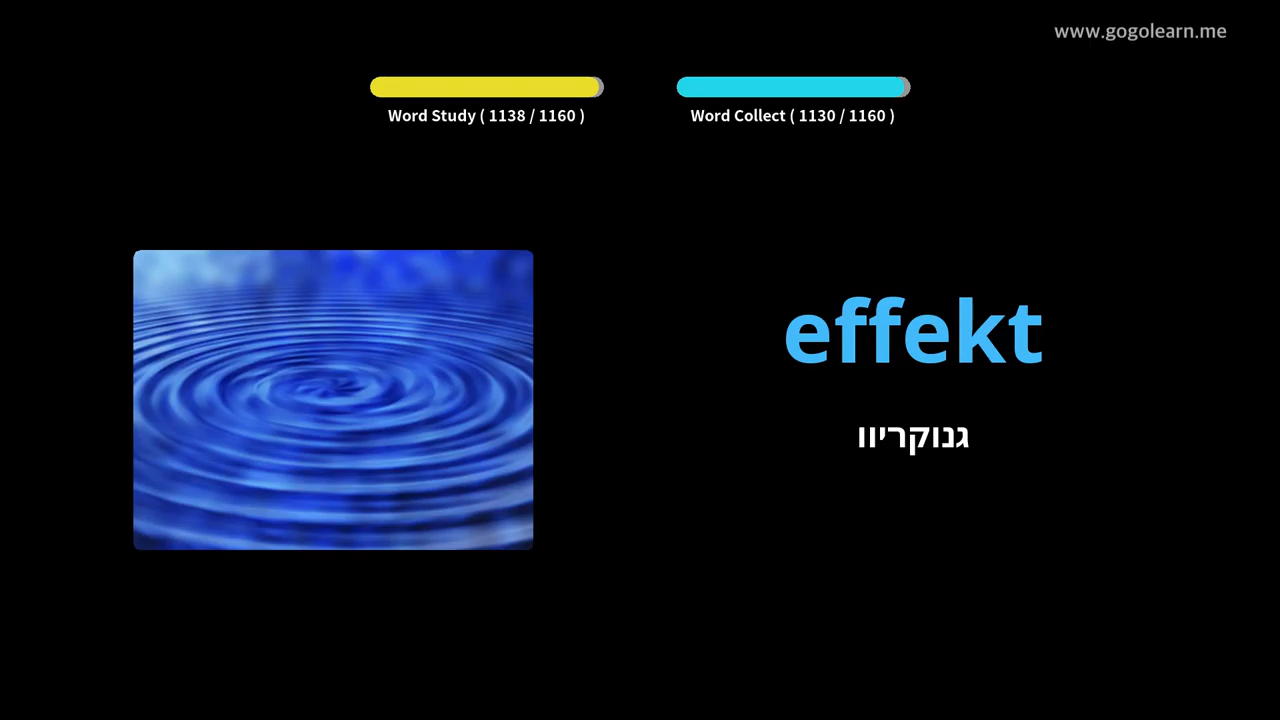 www.gogolearn.me
Word Study ( 1138 / 1160 )
Word Collect ( 1130 / 1160 )
effekt
גנוקריוו